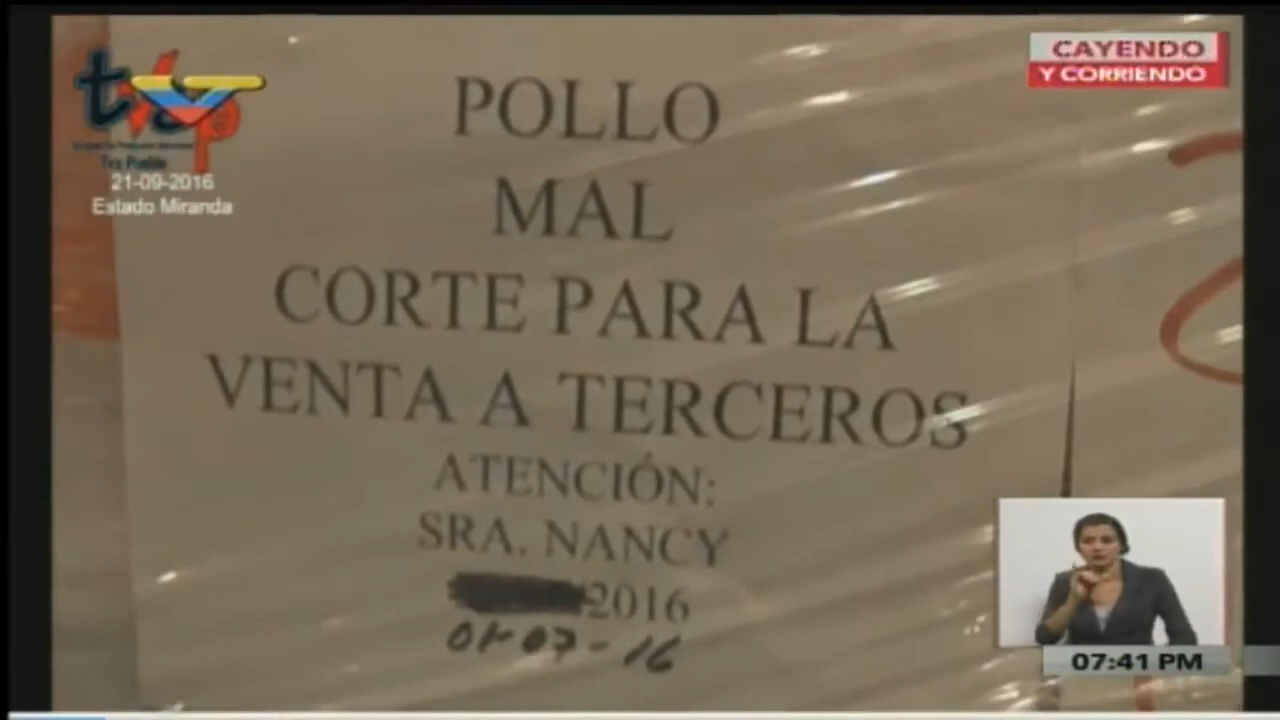 CAYENDO
Y CORRIENDO
21-09-2016
Estado Miranda
POLLO
MAL
CORTE PARA LA
VENTA A TERCEROS
ATENCIÓN:
SRA. NANCY
2016
01-07-16
07:41 PM